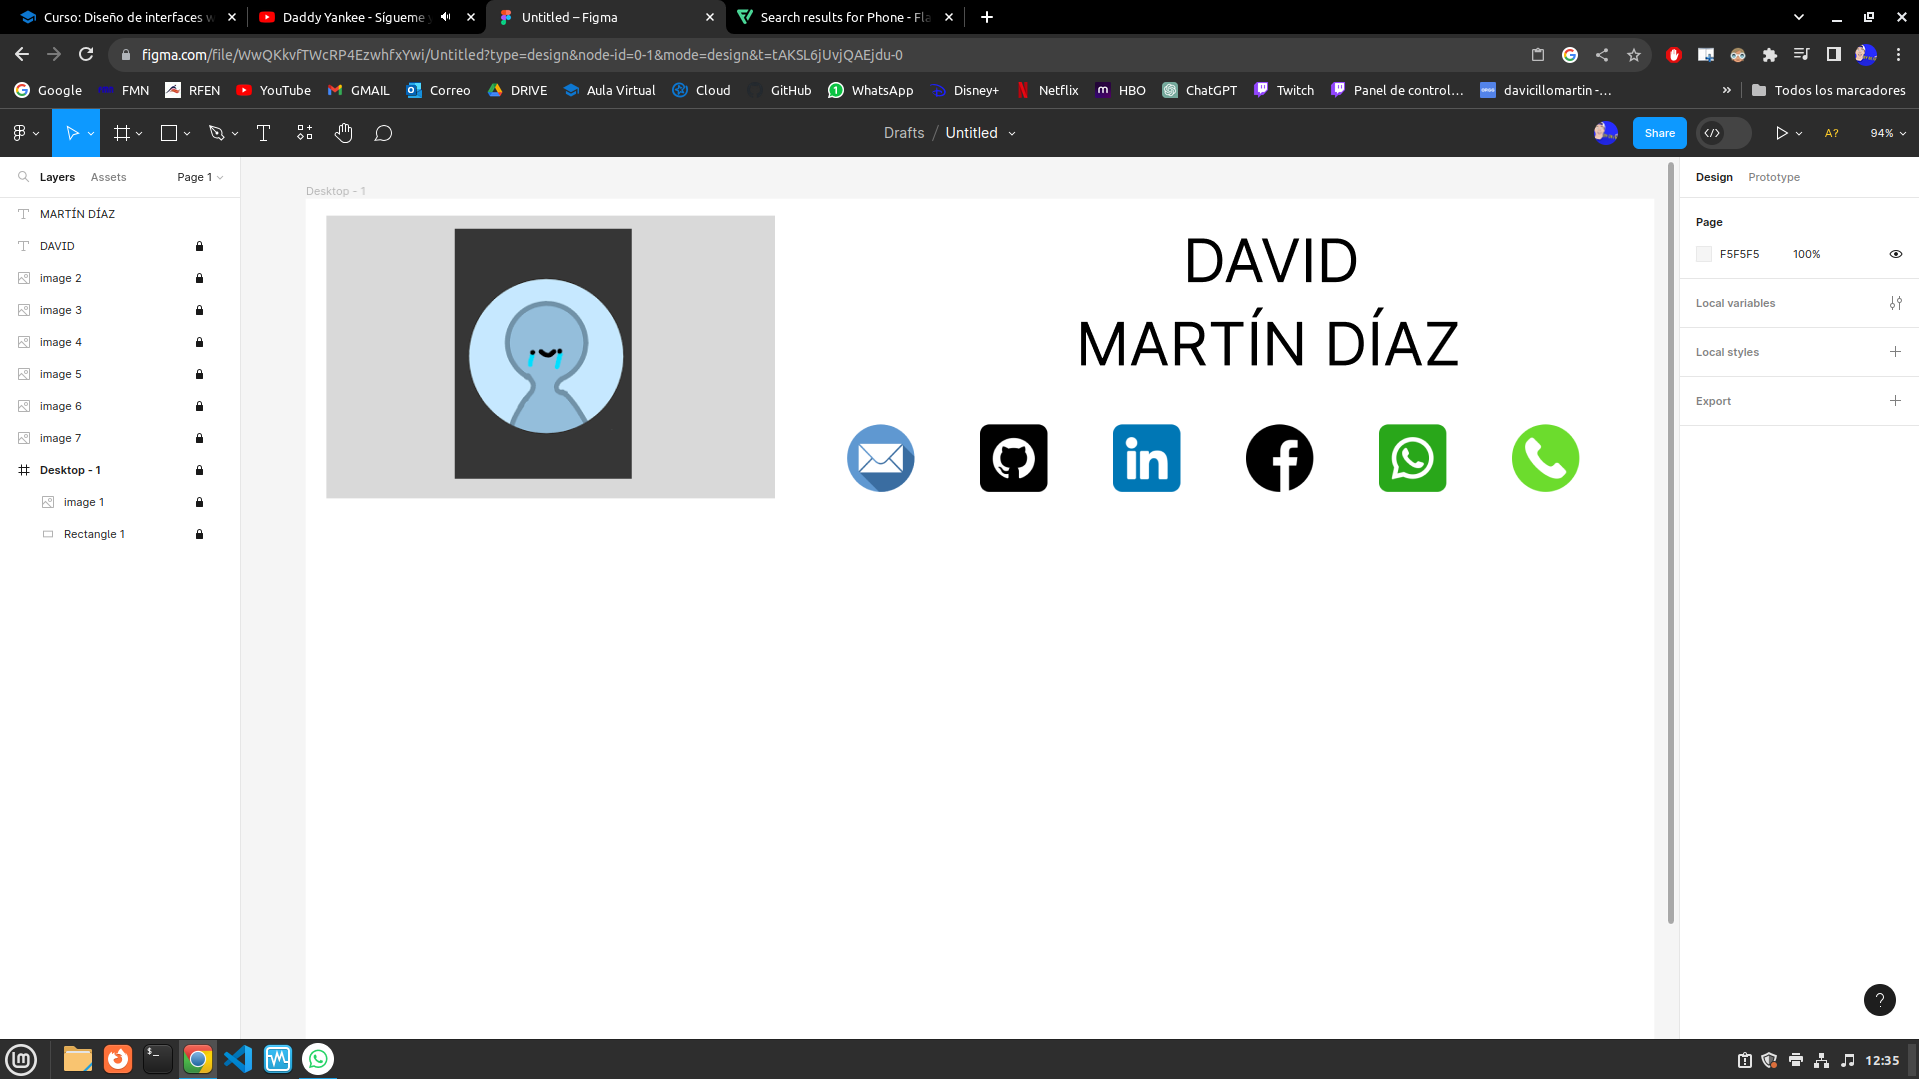 Curso: Diseño de interfaces w
Daddy Yankee - Sígueme y
Untitled – Figma
Search results for Phone - Fla
figma.com/file/WwQKkvfTWcRP4EzwhfxYwi/Untitled?type=design&node-id=0-1&mode=design&t=tAKSL6jUvjQAEjdu-0
Google
FMN
RFEN
YouTube
GMAIL
Correo
DRIVE
Aula Virtual
Cloud
GitHub
WhatsApp
Disney+
Netflix
HBO
ChatGPT
Twitch
Panel de control...
davicillomartin -...
»
Todos los marcadores
Drafts / Untitled
Share
A?
94%
Layers
Assets
Page 1
MARTÍN DÍAZ
DAVID
image 2
image 3
image 4
image 5
image 6
image 7
Desktop - 1
image 1
Rectangle 1
Desktop - 1
DAVID
MARTÍN DÍAZ
in
Design
Prototype
Page
F5F5F5
100%
Local variables
Local styles
Export
?
12:35